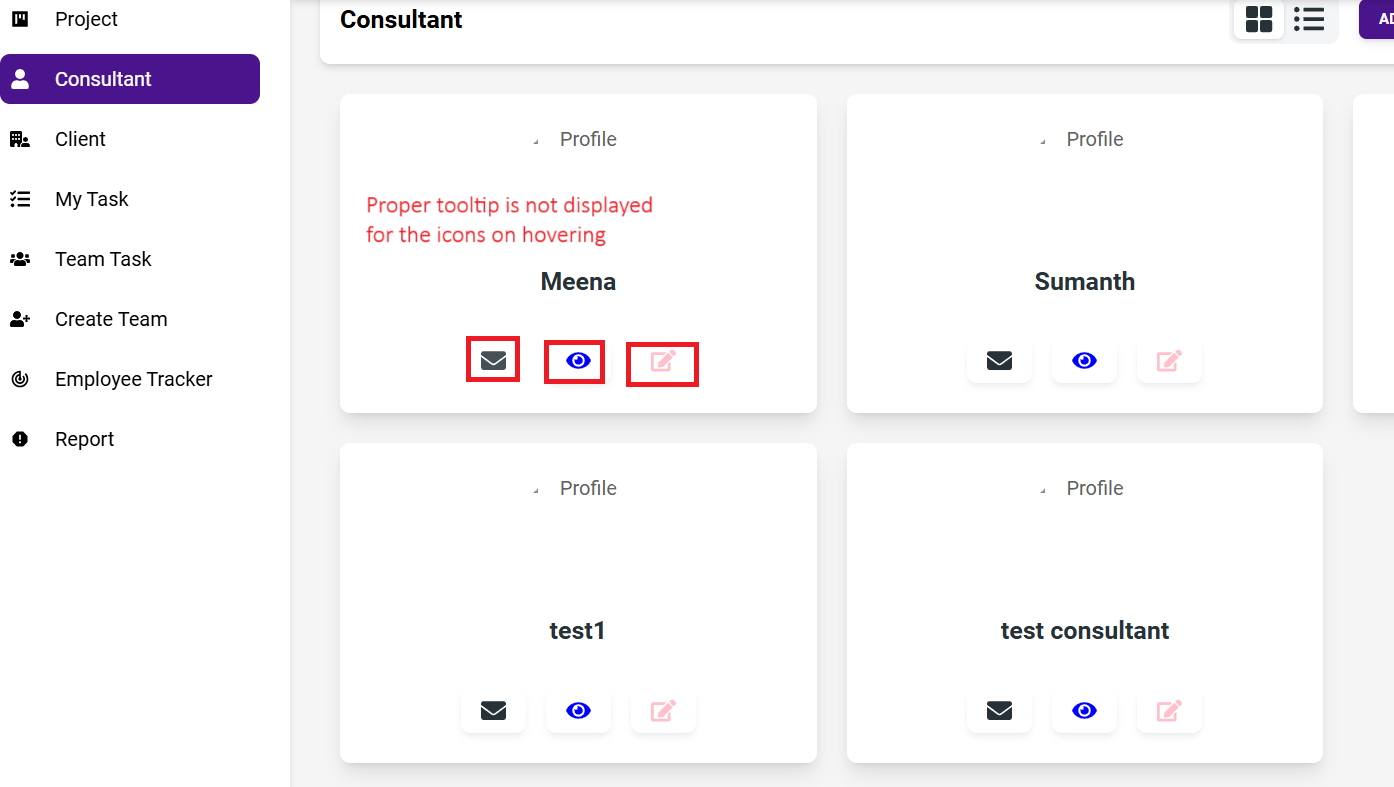 Project
Consultant
Client
My Task
Team Task
Create Team
Employee Tracker
Report
Consultant
Profile
Proper tooltip is not displayed
for the icons on hovering
Meena
Profile
Sumanth
Profile
test1
Profile
test consultant